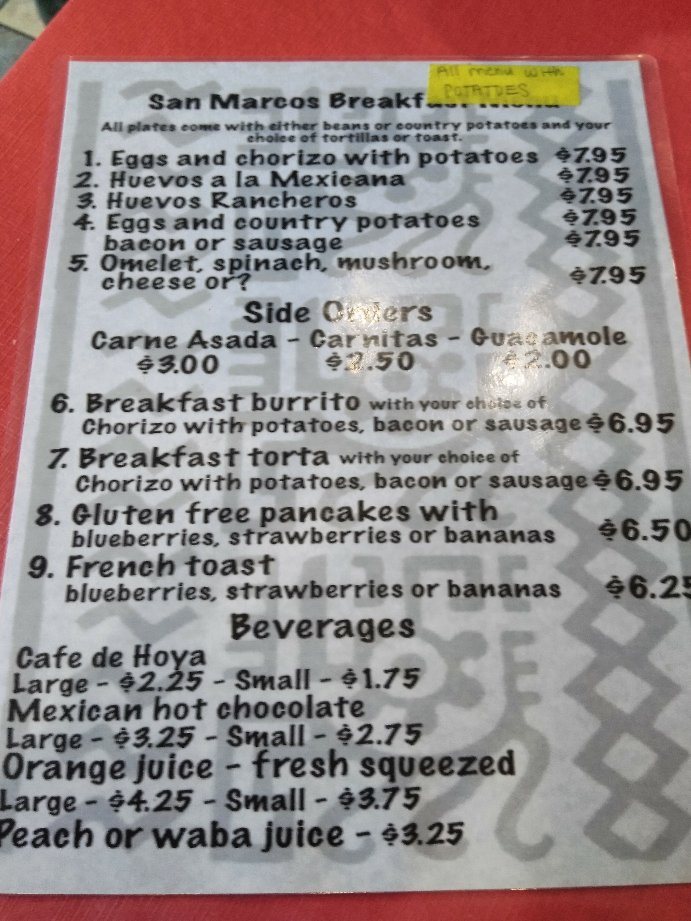 All menu with
POTATOES
San Marcos Breakfast Menu
All plates come with either beans or country potatoes and your
choice of tortillas or toast.
1. Eggs and chorizo with potatoes $7.95
2. Huevos a la Mexicana $7.95
3. Huevos Rancheros $7.95
4. Eggs and country potatoes $7.95
bacon or sausage $7.95
5. Omelet, spinach, mushroom,
cheese or? $7.95
Side Orders
Carne Asada - Carnitas - Guacamole
$3.00 $2.50 $2.00
6. Breakfast burrito with your choice of
Chorizo with potatoes, bacon or sausage $6.95
7. Breakfast torta with your choice of
Chorizo with potatoes, bacon or sausage $6.95
8. Gluten free pancakes with
blueberries, strawberries or bananas $6.50
9. French toast
blueberries, strawberries or bananas $6.25
Beverages
Cafe de Hoya
Large - $2.25 - Small - $1.75
Mexican hot chocolate
Large - $3.25 - Small - $2.75
Orange juice - fresh squeezed
Large - $4.25 - Small - $3.75
Peach or waba juice - $3.25